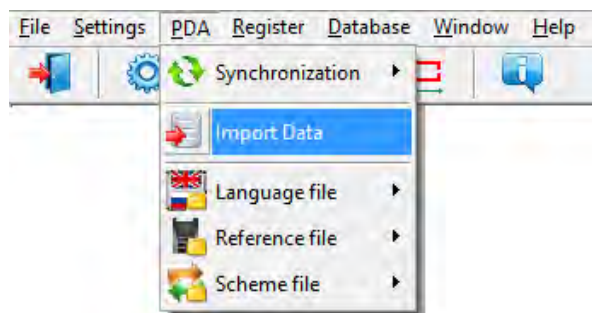 File Settings PDA Register Database Window Help
Synchronization
Import Data
Language file
Reference file
Scheme file